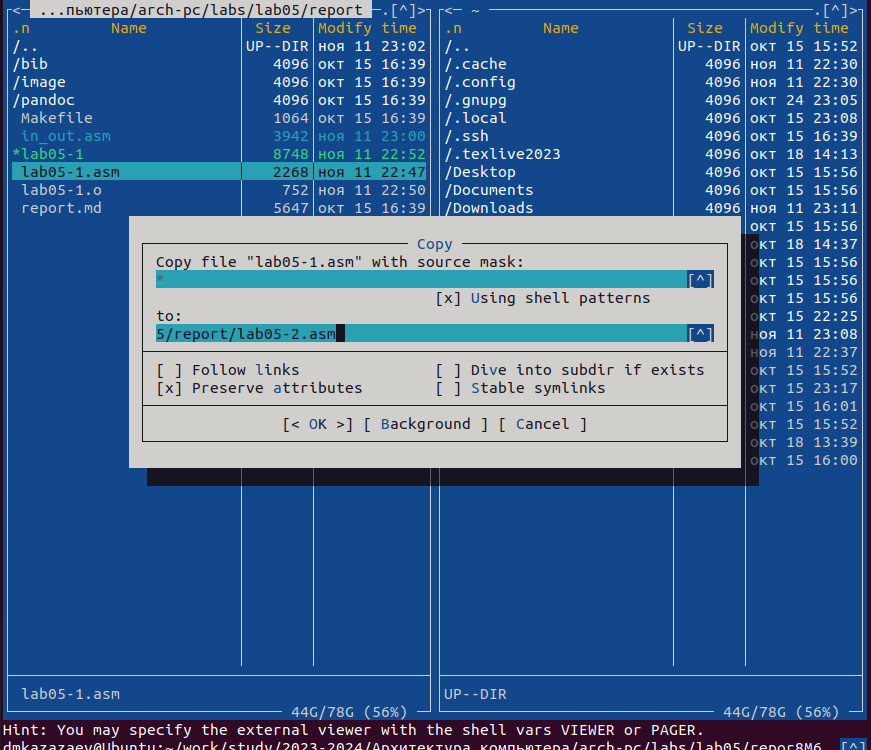 ...пьютера/arch-pc/labs/lab05/report .[^]>
.n Name Size Modify time
/.. UP--DIR ноя 11 23:02
/bib 4096 окт 15 16:39
/image 4096 окт 15 16:39
/pandoc 4096 окт 15 16:39
Makefile 1064 окт 15 16:39
in_out.asm 3942 ноя 11 23:00
*lab05-1 8748 ноя 11 22:52
lab05-1.asm 2268 ноя 11 22:47
lab05-1.o 752 ноя 11 22:50
report.md 5647 окт 15 16:39
lab05-1.asm
44G/78G (56%)
<- ~ .[^]>
.n Name Size Modify time
/.. UP--DIR окт 15 15:52
/.cache 4096 ноя 11 22:30
/.config 4096 ноя 11 22:30
/.gnupg 4096 окт 24 23:05
/.local 4096 окт 15 23:08
/.ssh 4096 окт 15 16:39
/.texlive2023 4096 окт 18 14:13
/Desktop 4096 окт 15 15:56
/Documents 4096 окт 15 15:56
/Downloads 4096 ноя 11 23:11
окт 15 15:56
окт 18 14:37
окт 15 15:56
окт 15 15:56
окт 15 15:56
окт 15 22:25
ноя 11 23:08
ноя 11 22:37
окт 15 15:52
окт 15 23:17
окт 15 16:01
окт 15 15:52
окт 18 13:39
окт 15 16:00
UP--DIR
44G/78G (56%)
Copy
Copy file "lab05-1.asm" with source mask:
* [^]
[x] Using shell patterns
to:
5/report/lab05-2.asm [^]
[ ] Follow links [ ] Dive into subdir if exists
[x] Preserve attributes [ ] Stable symlinks
[< OK >] [ Background ] [ Cancel ]
Hint: You may specify the external viewer with the shell vars VIEWER or PAGER.
dmkazazaev@Ubuntu:~/work/study/2023-2024/Архитектура компьютера/arch-pc/labs/lab05/repor8M6 [^]